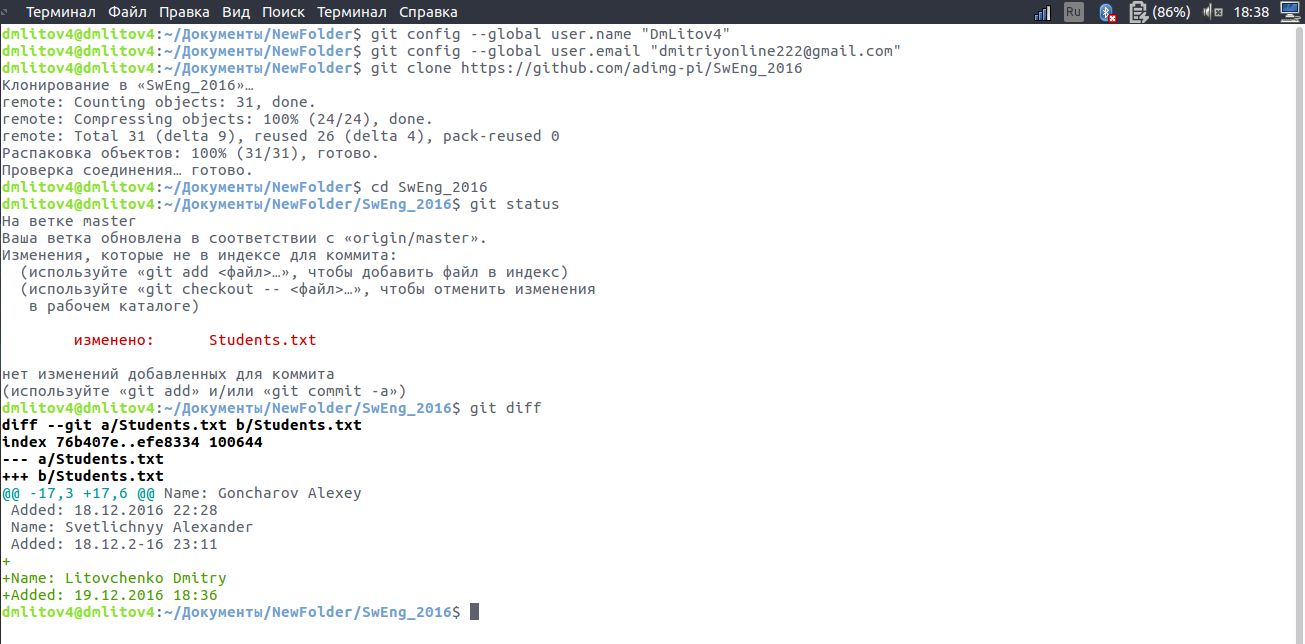 Терминал Файл Правка Вид Поиск Терминал Справка Ru (86%) 18:38
dmlitov4@dmlitov4:~/Документы/NewFolder$ git config --global user.name "DmLitov4"
dmlitov4@dmlitov4:~/Документы/NewFolder$ git config --global user.email "dmitriyonline222@gmail.com"
dmlitov4@dmlitov4:~/Документы/NewFolder$ git clone https://github.com/adimg-pi/SwEng_2016
Клонирование в «SwEng_2016»…
remote: Counting objects: 31, done.
remote: Compressing objects: 100% (24/24), done.
remote: Total 31 (delta 9), reused 26 (delta 4), pack-reused 0
Распаковка объектов: 100% (31/31), готово.
Проверка соединения… готово.
dmlitov4@dmlitov4:~/Документы/NewFolder$ cd SwEng_2016
dmlitov4@dmlitov4:~/Документы/NewFolder/SwEng_2016$ git status
На ветке master
Ваша ветка обновлена в соответствии с «origin/master».
Изменения, которые не в индексе для коммита:
  (используйте «git add <файл>…», чтобы добавить файл в индекс)
  (используйте «git checkout -- <файл>…», чтобы отменить изменения
   в рабочем каталоге)
        изменено:      Students.txt
нет изменений добавленных для коммита
(используйте «git add» и/или «git commit -a»)
dmlitov4@dmlitov4:~/Документы/NewFolder/SwEng_2016$ git diff
diff --git a/Students.txt b/Students.txt
index 76b407e..efe8334 100644
--- a/Students.txt
+++ b/Students.txt
@@ -17,3 +17,6 @@ Name: Goncharov Alexey
 Added: 18.12.2016 22:28
 Name: Svetlichnyy Alexander
 Added: 18.12.2-16 23:11
+
+Name: Litovchenko Dmitry
+Added: 19.12.2016 18:36
dmlitov4@dmlitov4:~/Документы/NewFolder/SwEng_2016$